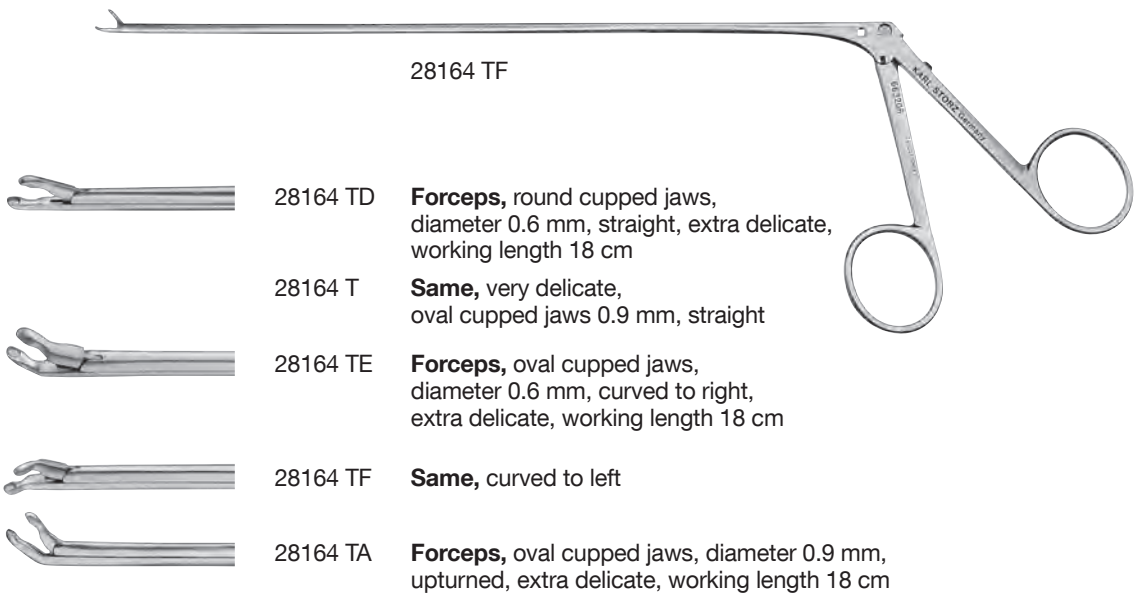 28164 TF
KARL STORZ Germany
28164 TD Forceps, round cupped jaws,
diameter 0.6 mm, straight, extra delicate,
working length 18 cm
28164 T Same, very delicate,
oval cupped jaws 0.9 mm, straight
28164 TE Forceps, oval cupped jaws,
diameter 0.6 mm, curved to right,
extra delicate, working length 18 cm
28164 TF Same, curved to left
28164 TA Forceps, oval cupped jaws, diameter 0.9 mm,
upturned, extra delicate, working length 18 cm